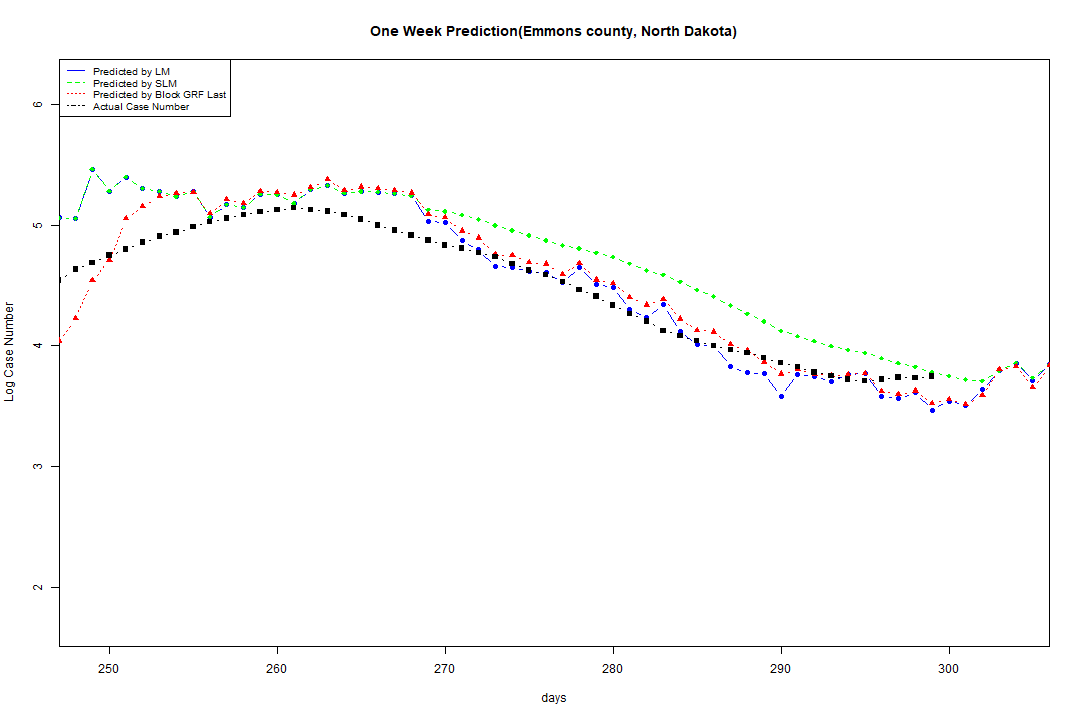 One Week Prediction(Emmons county, North Dakota)
Predicted by LM
Predicted by SLM
Predicted by Block GRF Last
Actual Case Number
6
5
4
3
2
Log Case Number
250 260 270 280 290 300
days